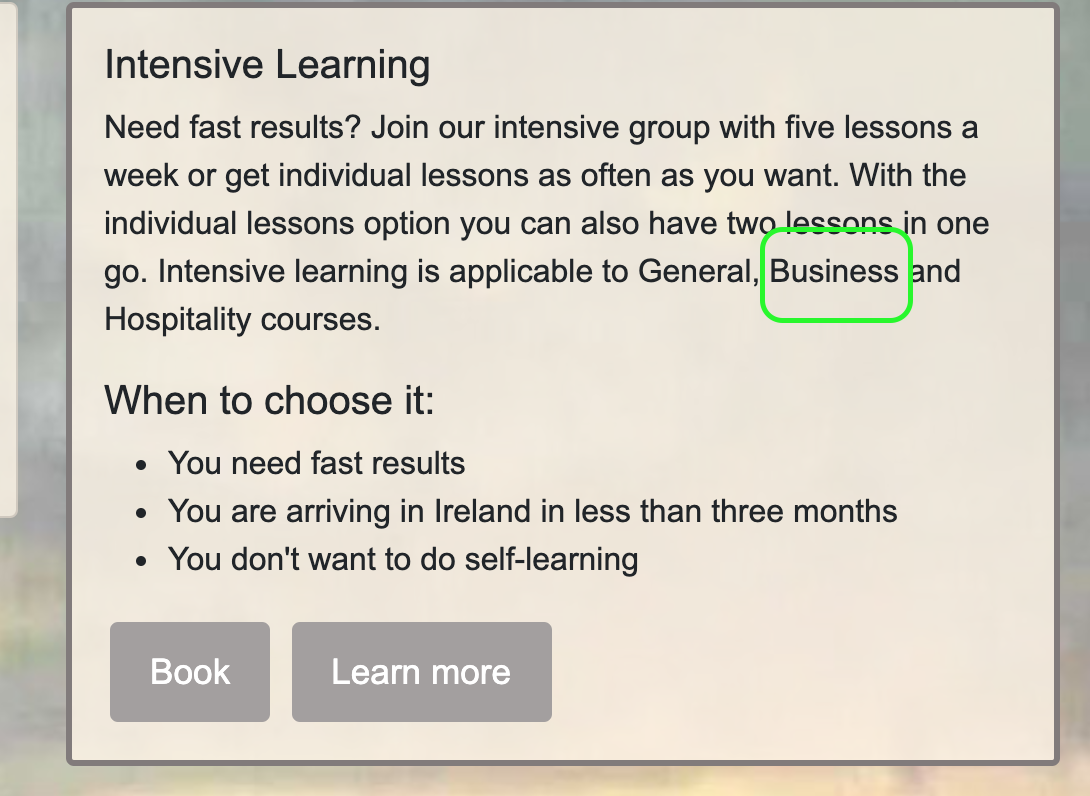 Intensive Learning
Need fast results? Join our intensive group with five lessons a
week or get individual lessons as often as you want. With the
individual lessons option you can also have two lessons in one
go. Intensive learning is applicable to General, Business and
Hospitality courses.
When to choose it:
• You need fast results
• You are arriving in Ireland in less than three months
• You don't want to do self-learning
Book Learn more